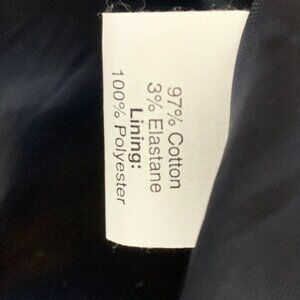 97% Cotton
3% Elastane
Lining:
100% Polyester